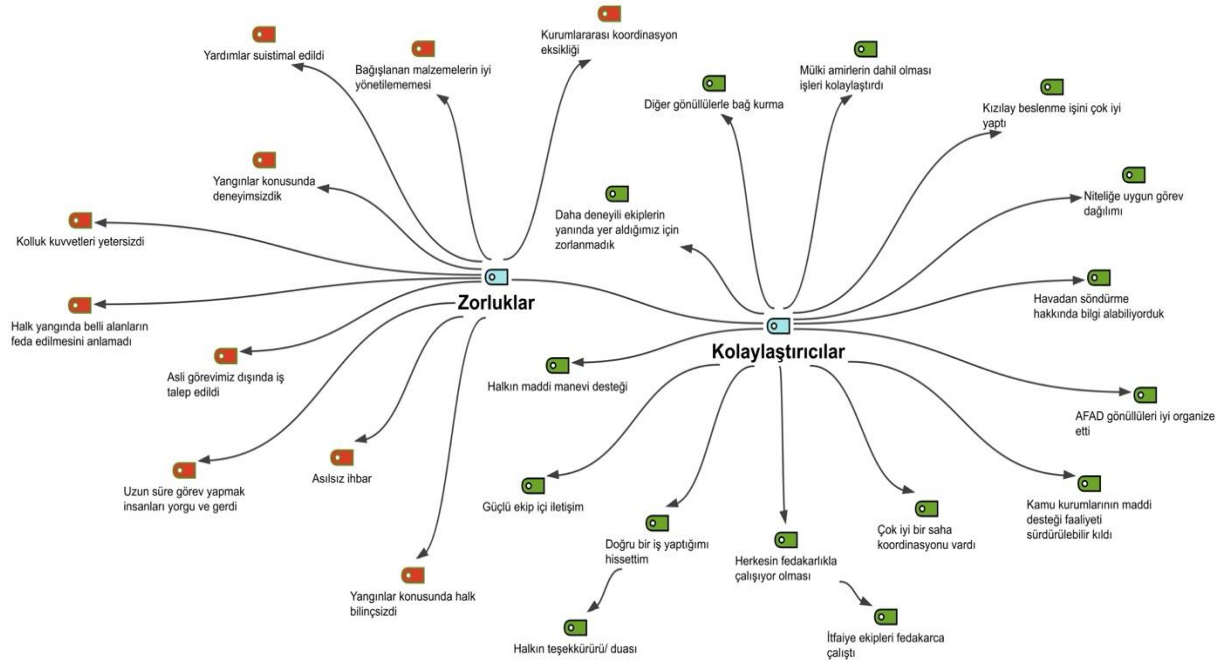 Kurumlararası koordinasyon
eksikliği
Yardımlar suistimal edildi
Bağışlanan malzemelerin iyi
yönetilememesi
Mülki amirlerin dahil olması
işleri kolaylaştırdı
Diğer gönüllülerle bağ kurma
Kızılay beslenme işini çok iyi
yaptı
Yangınlar konusunda
deneyimsizdik
Niteliğe uygun görev
dağılımı
Daha deneyili ekiplerin
yanında yer aldığımız için
zorlanmadık
Kolluk kuvvetleri yetersizdi
Zorluklar
Havadan söndürme
hakkında bilgi alabiliyorduk
Halk yangında belli alanların
feda edilmesini anlamadı
Kolaylaştırıcılar
Asli görevimiz dışında iş
talep edildi
Halkın maddi manevi desteği
AFAD gönüllüleri iyi organize
etti
Asılsız ihbar
Uzun süre görev yapmak
insanları yorgu ve gerdi
Güçlü ekip içi iletişim
Kamu kurumlarının maddi
desteği faaliyeti
sürdürülebilir kıldı
Çok iyi bir saha
koordinasyonu vardı
Doğru bir iş yaptığımı
hissettim
Herkesin fedakarlıkla
çalışıyor olması
Yangınlar konusunda halk
bilinçsizdi
Halkın teşekkürürü/ duası
İtfaiye ekipleri fedakarca
çalıştı